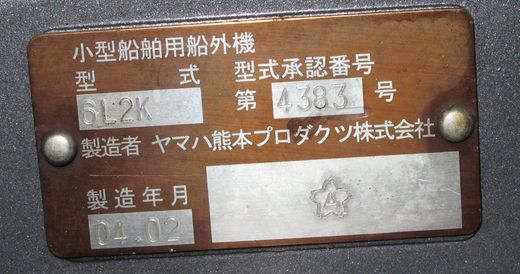 小型船舶用船外機
型式 型式承認番号
6L2K 第 4383 号
製造者 ヤマハ熊本プロダクツ株式会社
製造年月
04.02
A